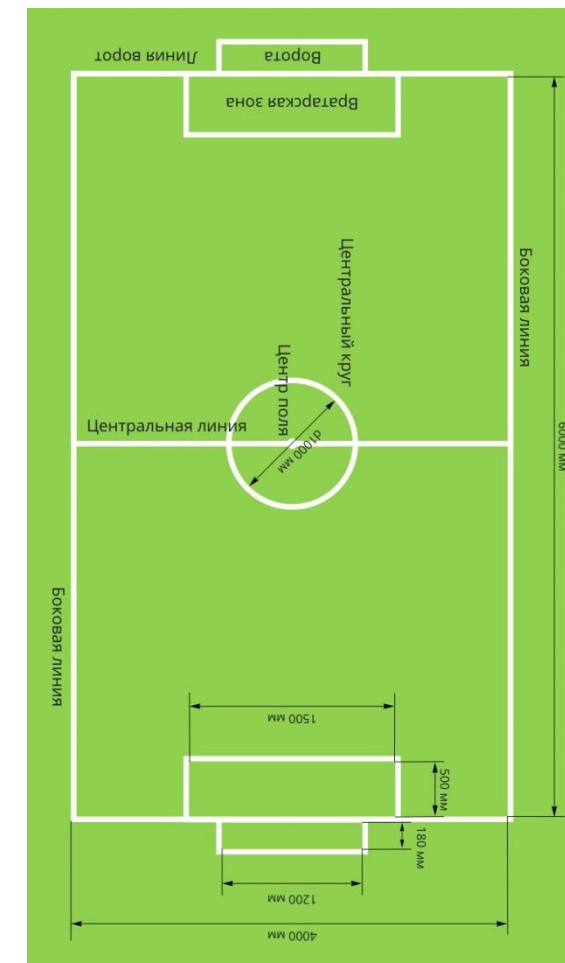 Линия ворот
Ворота
Вратарская зона
Центральный круг
Боковая линия
Центр поля
Центральная линия
d1000 мм
6000 мм
Боковая линия
1500 мм
500 мм
180 мм
1200 мм
4000 мм